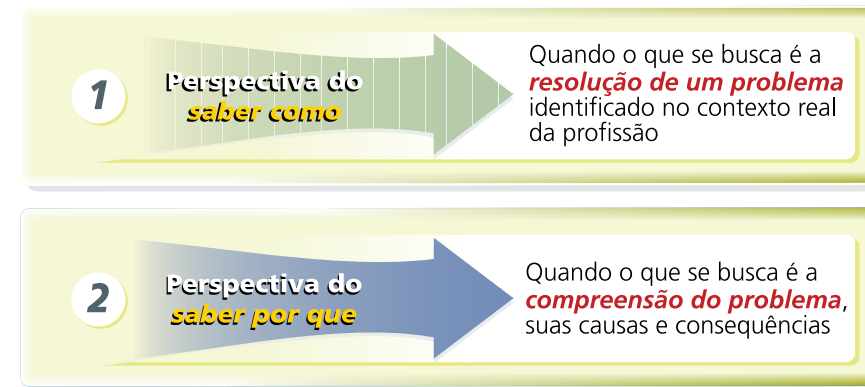 1
Perspectiva do
saber como
Quando o que se busca é a
resolução de um problema
identificado no contexto real
da profissão
2
Perspectiva do
saber por que
Quando o que se busca é a
compreensão do problema,
suas causas e consequências